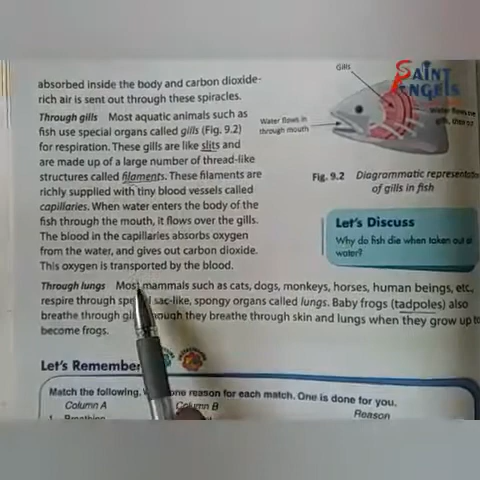 absorbed inside the body and carbon dioxide-
rich air is sent out through these spiracles.
Through gills Most aquatic animals such as
fish use special organs called gills (Fig. 9.2)
for respiration. These gills are like slits and
are made up of a large number of thread-like
structures called filaments. These filaments are
richly supplied with tiny blood vessels called
capillaries. When water enters the body of the
fish through the mouth, it flows over the gills.
The blood in the capillaries absorbs oxygen
from the water, and gives out carbon dioxide.
This oxygen is transported by the blood.
Gills
SAINT
ANGELS
Water flows in
through mouth
Water flows
gills, then
Fig. 9.2 Diagrammatic
of gills in fish
Let's Discuss
Why do fish die when taken out of
water?
Through lungs Most mammals such as cats, dogs, monkeys, horses, human beings, etc,
respire through sac-like, spongy organs called lungs. Baby frogs (tadpoles) also
breathe through though they breathe through skin and lungs when they grow up to
become frogs.
Let's Remember
Match the following. one reason for each match. One is done for you.
Column A Column B Reason
1. Breathing